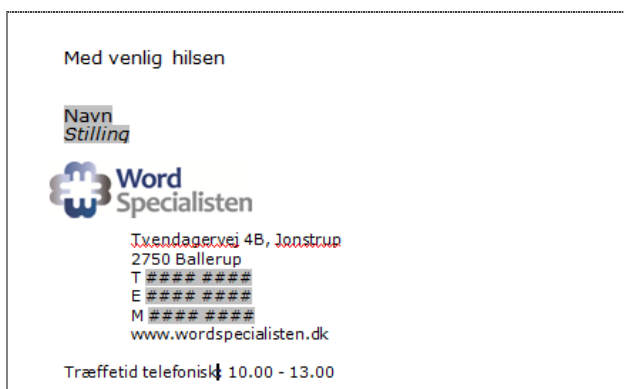 Med venlig hilsen
Navn
Stilling
Word
Specialisten
Tvendagervej 4B, Jonstrup
2750 Ballerup
T #### ####
E #### ####
M #### ####
www.wordspecialisten.dk
Træffetid telefonisk: 10.00 - 13.00